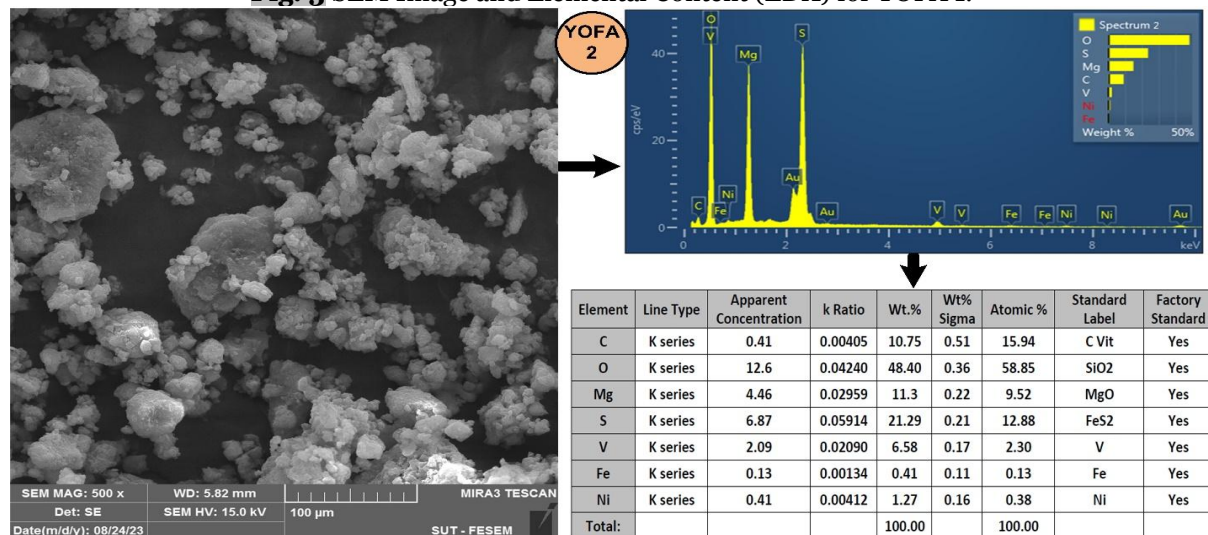 Fig. 3 SEM Image and Elemental Content (EDX) for YOFA 1.
YOFA
2
Spectrum 2
O
S
Mg
C
V
Ni
Fe
Weight % 50%
cps/eV
40
20
0
O
V
Mg
S
Au
C
Fe
Ni
Au
V
V
Fe
Fe
Ni
Ni
Au
0 2 4 6 8 keV
SEM MAG: 500 x WD: 5.82 mm MIRA3 TESCAN
Det: SE SEM HV: 15.0 kV 100 µm
Date(m/d/y): 08/24/23 SUT - FESEM
Element Line Type Apparent Concentration k Ratio Wt.% Wt% Sigma Atomic % Standard Label Factory Standard
C K series 0.41 0.00405 10.75 0.51 15.94 C Vit Yes
O K series 12.6 0.04240 48.40 0.36 58.85 SiO2 Yes
Mg K series 4.46 0.02959 11.3 0.22 9.52 MgO Yes
S K series 6.87 0.05914 21.29 0.21 12.88 FeS2 Yes
V K series 2.09 0.02090 6.58 0.17 2.30 V Yes
Fe K series 0.13 0.00134 0.41 0.11 0.13 Fe Yes
Ni K series 0.41 0.00412 1.27 0.16 0.38 Ni Yes
Total: 100.00 100.00